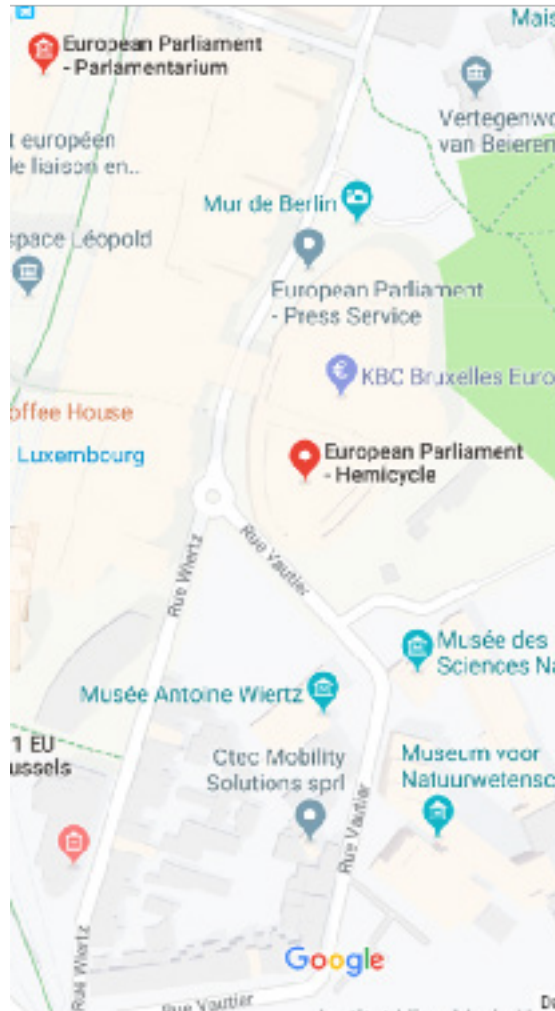 Mais
European Parliament
- Parlamentarium
t européen
de liaison en..
Vertegenwo
van Beieren
Mur de Berlin
space Léopold
European Parliament
- Press Service
KBC Bruxelles Euro
offee House
Luxembourg
European Parliament
- Hemicycle
Rue Wiertz
Rue Vautier
Musée des
Sciences Na
Musée Antoine Wiertz
1 EU
ussels
Ctec Mobility
Solutions sprl
Museum voor
Natuurwetensc
Rue Vautier
Google
Rue Wiertz
Rue Vautier